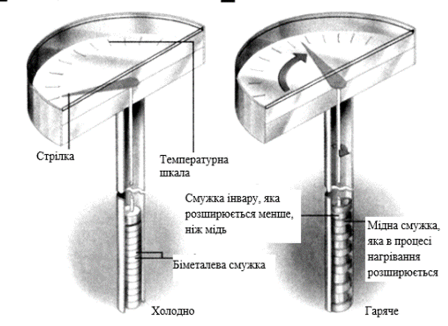 Стрілка
Температурна
шкала
Смужка інвару, яка
розширюється менше,
ніж мідь
Мідна смужка,
яка в процесі
нагрівання
розширюється
Біметалева смужка
Холодно
Гаряче